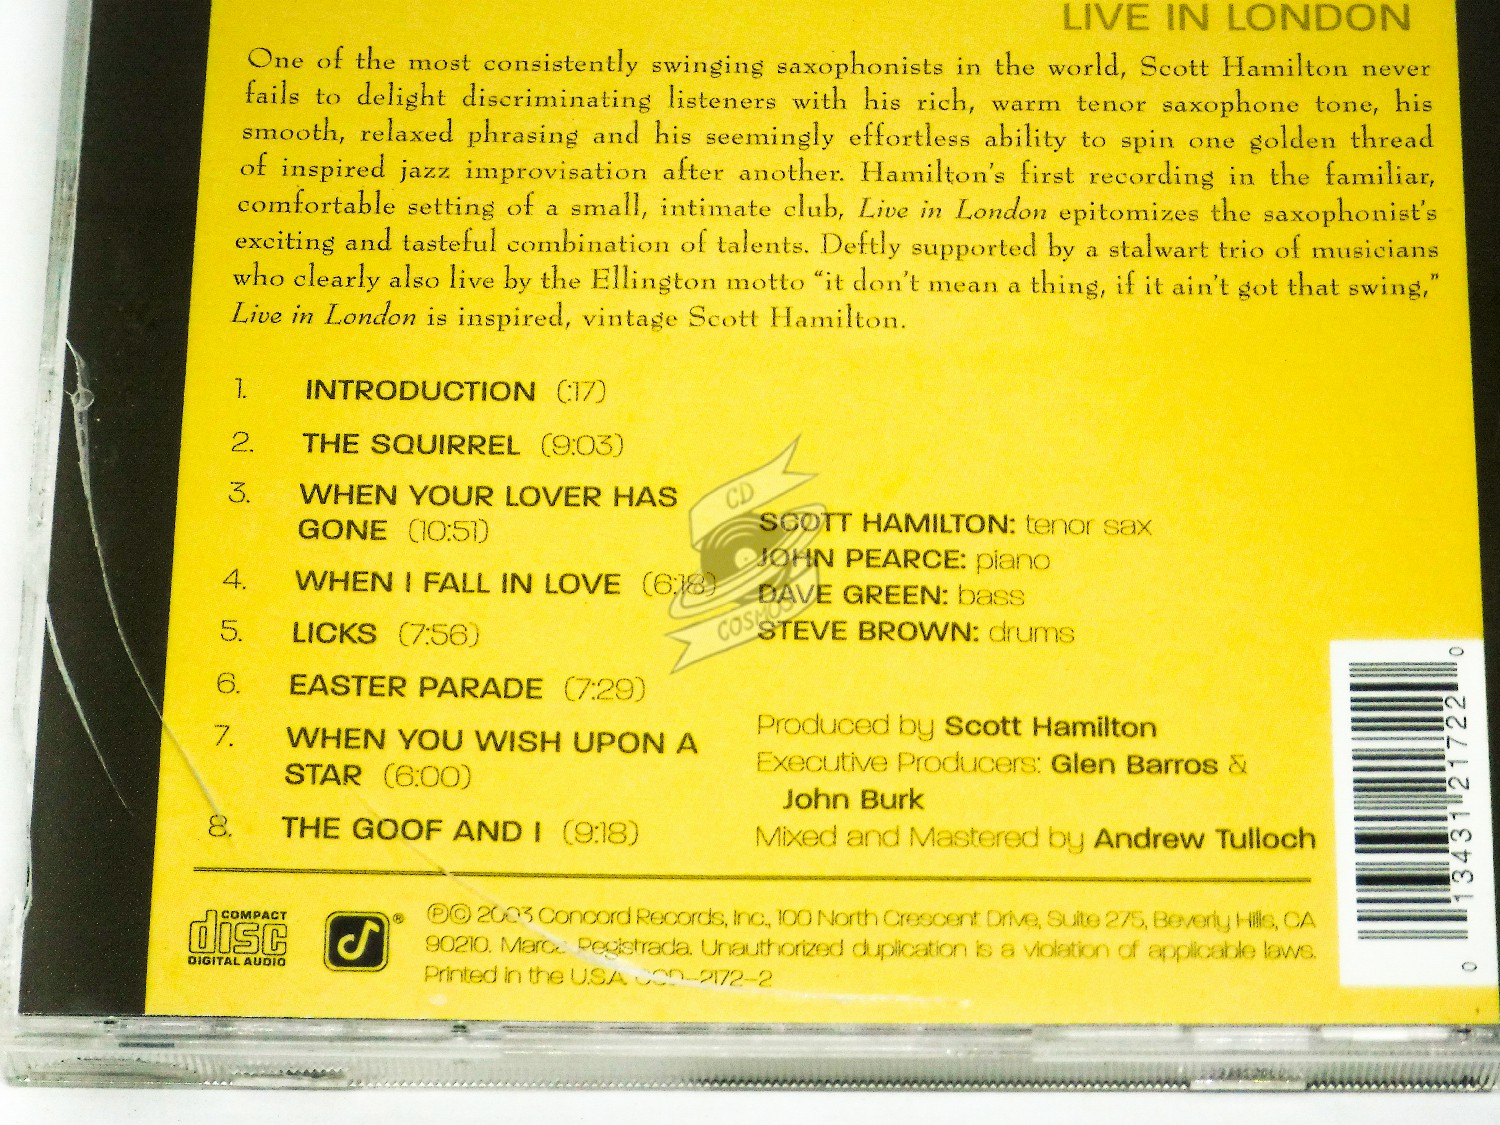 LIVE IN LONDON
One of the most consistently swinging saxophonists in the world, Scott Hamilton never
fails to delight discriminating listeners with his rich, warm tenor saxophone tone, his
smooth, relaxed phrasing and his seemingly effortless ability to spin one golden thread
of inspired jazz improvisation after another. Hamilton's first recording in the familiar,
comfortable setting of a small, intimate club, Live in London epitomizes the saxophonist's
exciting and tasteful combination of talents. Deftly supported by a stalwart trio of musicians
who clearly also live by the Ellington motto "it don't mean a thing, if it ain't got that swing,"
Live in London is inspired, vintage Scott Hamilton.
1. INTRODUCTION (:17)
2. THE SQUIRREL (9:03)
3. WHEN YOUR LOVER HAS
GONE (10:51)
4. WHEN I FALL IN LOVE (6:18)
5. LICKS (7:56)
6. EASTER PARADE (7:29)
7. WHEN YOU WISH UPON A
STAR (6:00)
8. THE GOOF AND I (9:18)
CD
COSMOS
SCOTT HAMILTON: tenor sax
JOHN PEARCE: piano
DAVE GREEN: bass
STEVE BROWN: drums
Produced by Scott Hamilton
Executive Producers: Glen Barros &
John Burk
Mixed and Mastered by Andrew Tulloch
0 13431 21722 0
COMPACT
disc
DIGITAL AUDIO
®
℗© 2003 Concord Records, Inc., 100 North Crescent Drive, Suite 275, Beverly Hills, CA
90210. Marca Registrada. Unauthorized duplication is a violation of applicable laws.
Printed in the U.S.A. CCD-2172-2